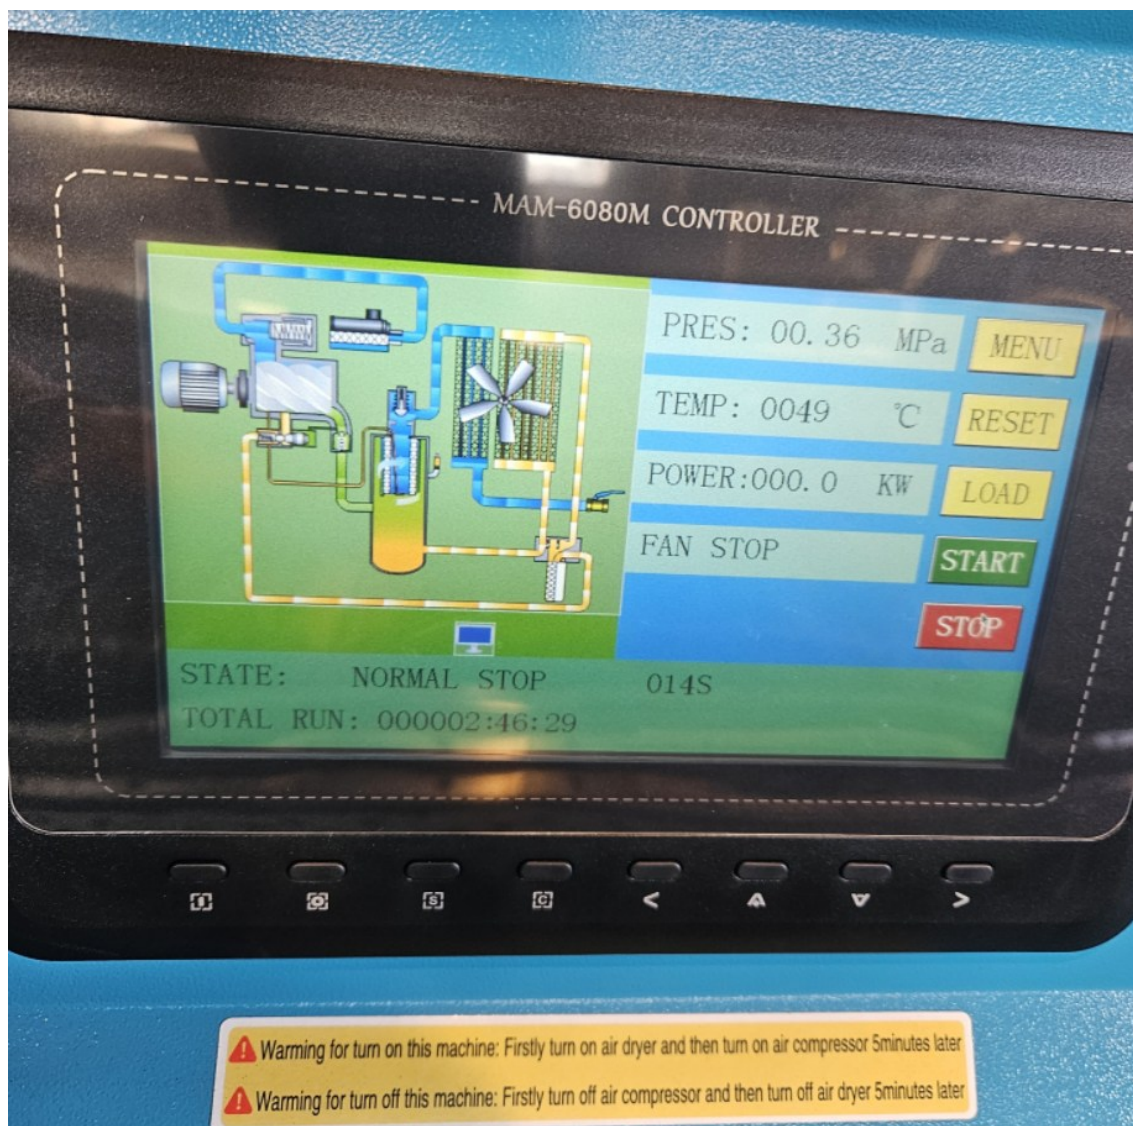 MAM-6080M CONTROLLER
PRES: 00.36 MPa
MENU
TEMP: 0049 ℃
RESET
POWER:000.0 KW
LOAD
FAN STOP
START
STOP
STATE: NORMAL STOP 014S
TOTAL RUN: 000002:46:29
S
C
< >
Warming for turn on this machine: Firstly turn on air dryer and then turn on air compressor 5minutes later
Warming for turn off this machine: Firstly turn off air compressor and then turn off air dryer 5minutes later